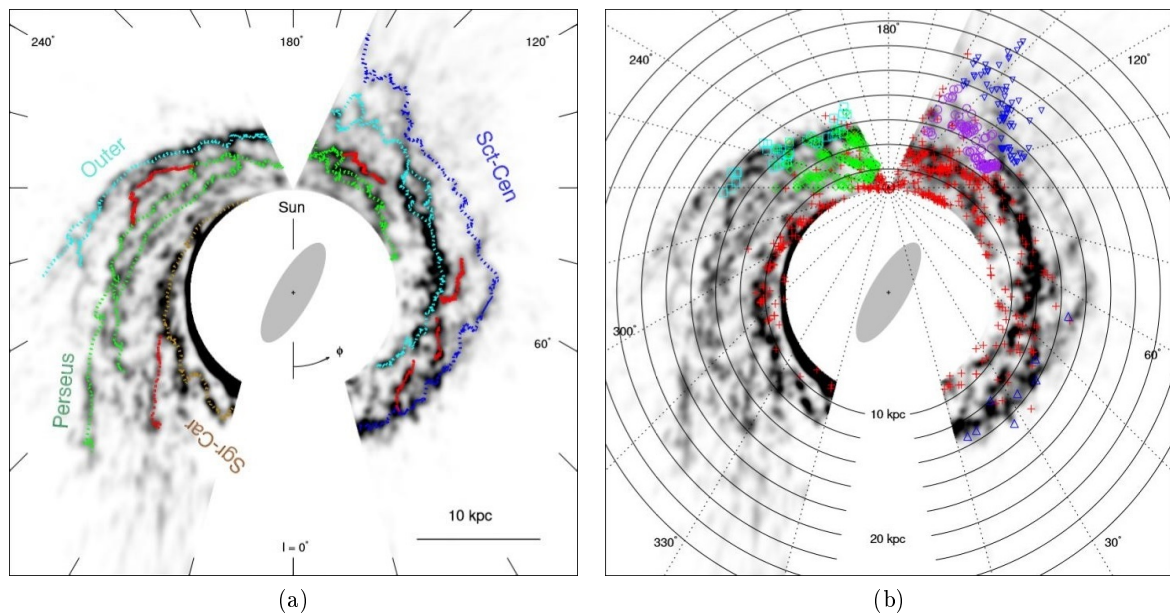 240°
180°
120°
Outer
Sct-Cen
Sun
ϕ
60°
Perseus
Sgr-Car
10 kpc
l = 0°
(a)
180°
240°
120°
300°
60°
10 kpc
20 kpc
330°
30°
(b)